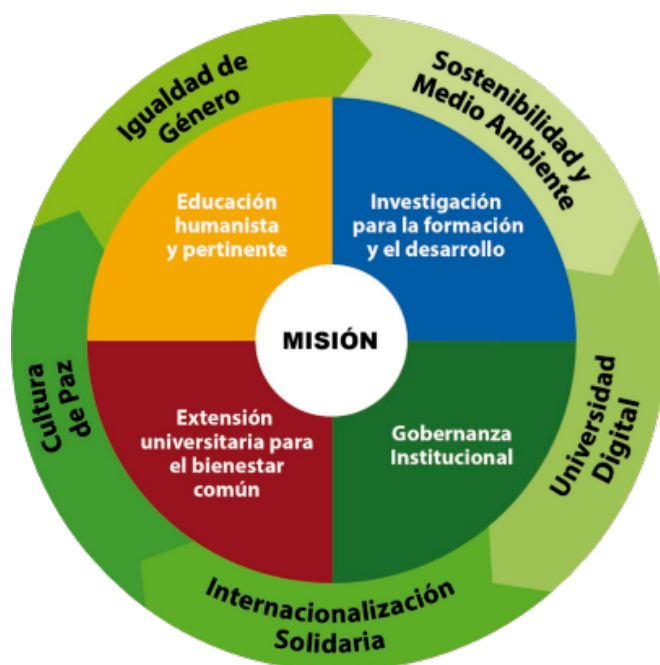 Igualdad de
Género
Sostenibilidad y
Medio Ambiente
Educación
humanista
y pertinente
Investigación
para la formación
y el desarrollo
MISIÓN
Cultura
de Paz
Universidad
Digital
Extensión
universitaria para
el bienestar
común
Gobernanza
Institucional
Internacionalización
Solidaria